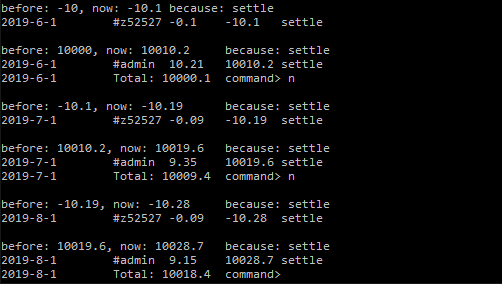 before: -10, now: -10.1 because: settle
2019-6-1 #z52527 -0.1 -10.1 settle
before: 10000, now: 10010.2 because: settle
2019-6-1 #admin 10.21 10010.2 settle
2019-6-1 Total: 10000.1 command> n
before: -10.1, now: -10.19 because: settle
2019-7-1 #z52527 -0.09 -10.19 settle
before: 10010.2, now: 10019.6 because: settle
2019-7-1 #admin 9.35 10019.6 settle
2019-7-1 Total: 10009.4 command> n
before: -10.19, now: -10.28 because: settle
2019-8-1 #z52527 -0.09 -10.28 settle
before: 10019.6, now: 10028.7 because: settle
2019-8-1 #admin 9.15 10028.7 settle
2019-8-1 Total: 10018.4 command>